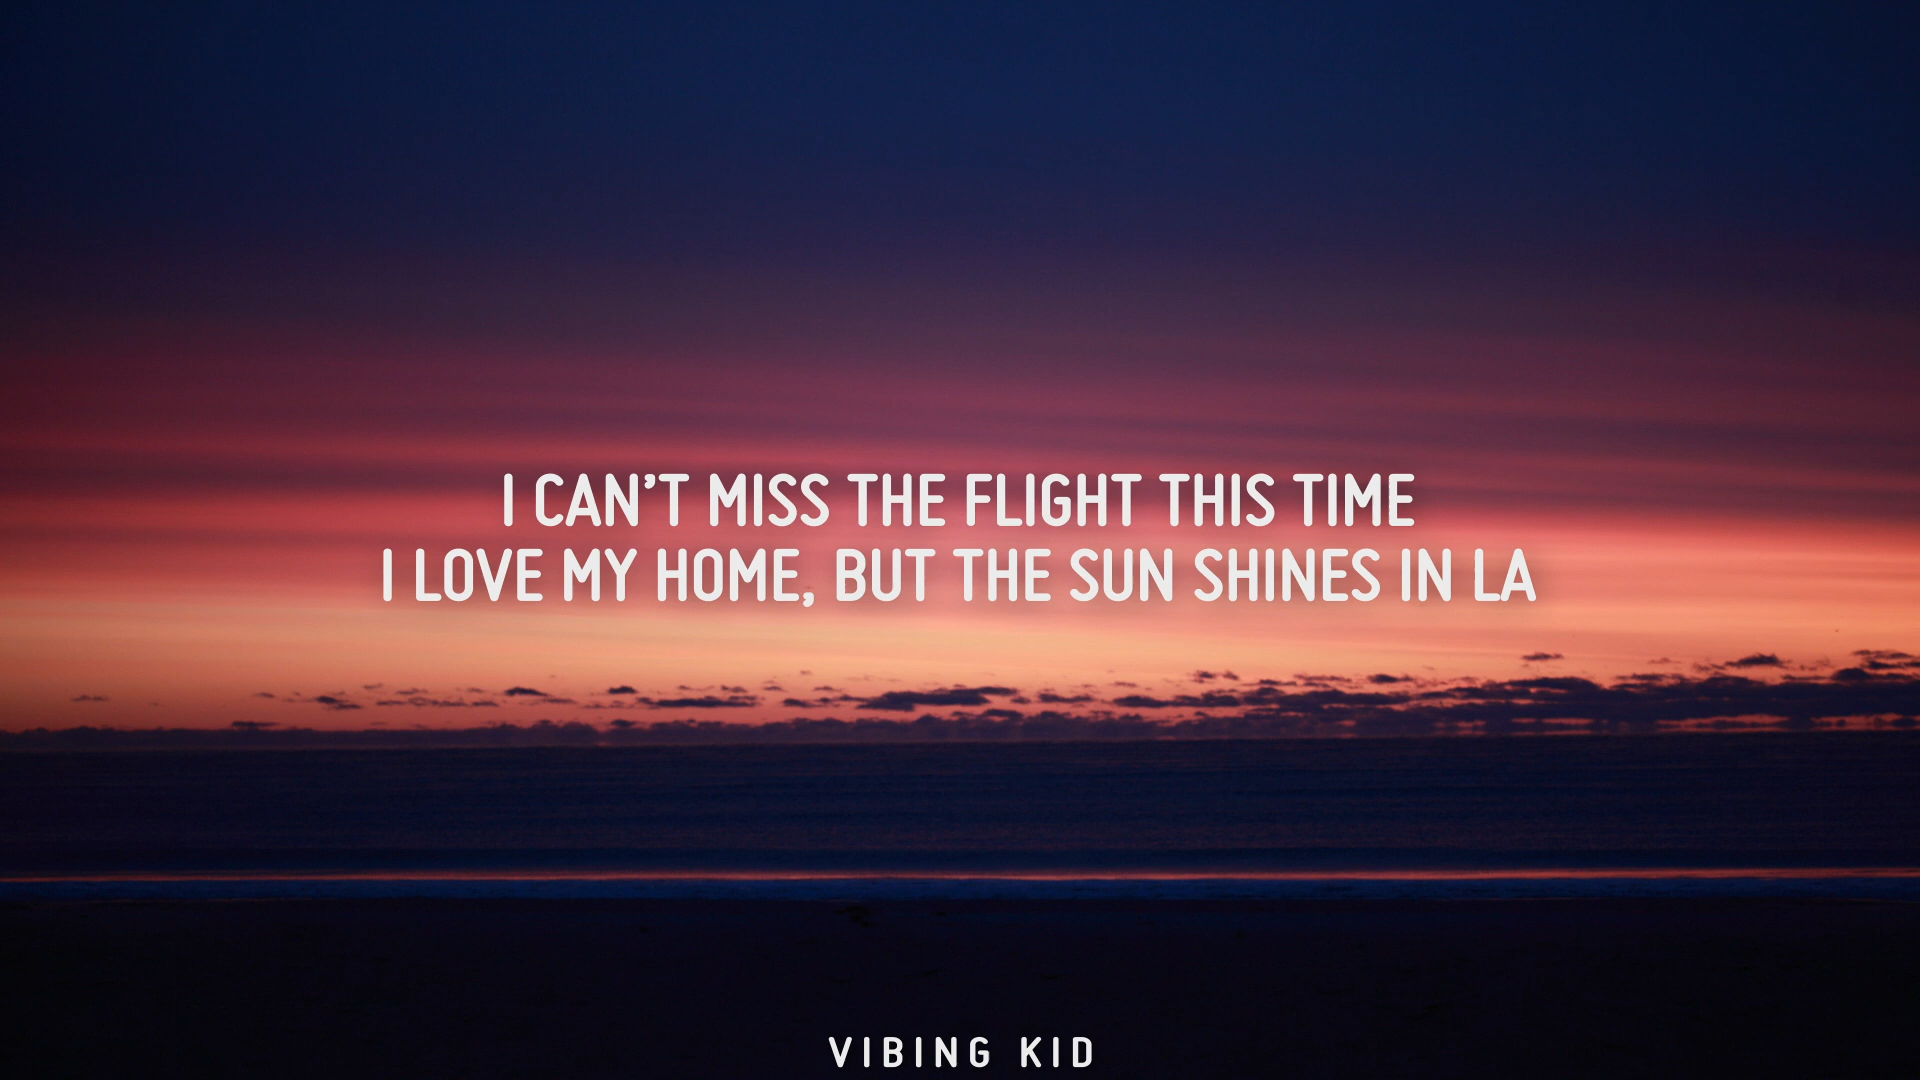 I CAN’T MISS THE FLIGHT THIS TIME
I LOVE MY HOME, BUT THE SUN SHINES IN LA
VIBING KID